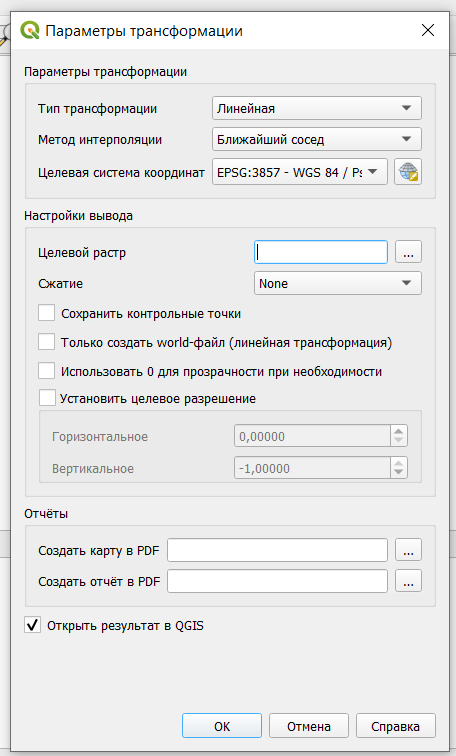 Параметры трансформации
Параметры трансформации
Тип трансформации Линейная
Метод интерполяции Ближайший сосед
Целевая система координат EPSG:3857 - WGS 84 / Ps
Настройки вывода
Целевой растр ...
Сжатие None
Сохранить контрольные точки
Только создать world-файл (линейная трансформация)
Использовать 0 для прозрачности при необходимости
Установить целевое разрешение
Горизонтальное 0,00000
Вертикальное -1,00000
Отчёты
Создать карту в PDF ...
Создать отчёт в PDF ...
Открыть результат в QGIS
OK Отмена Справка